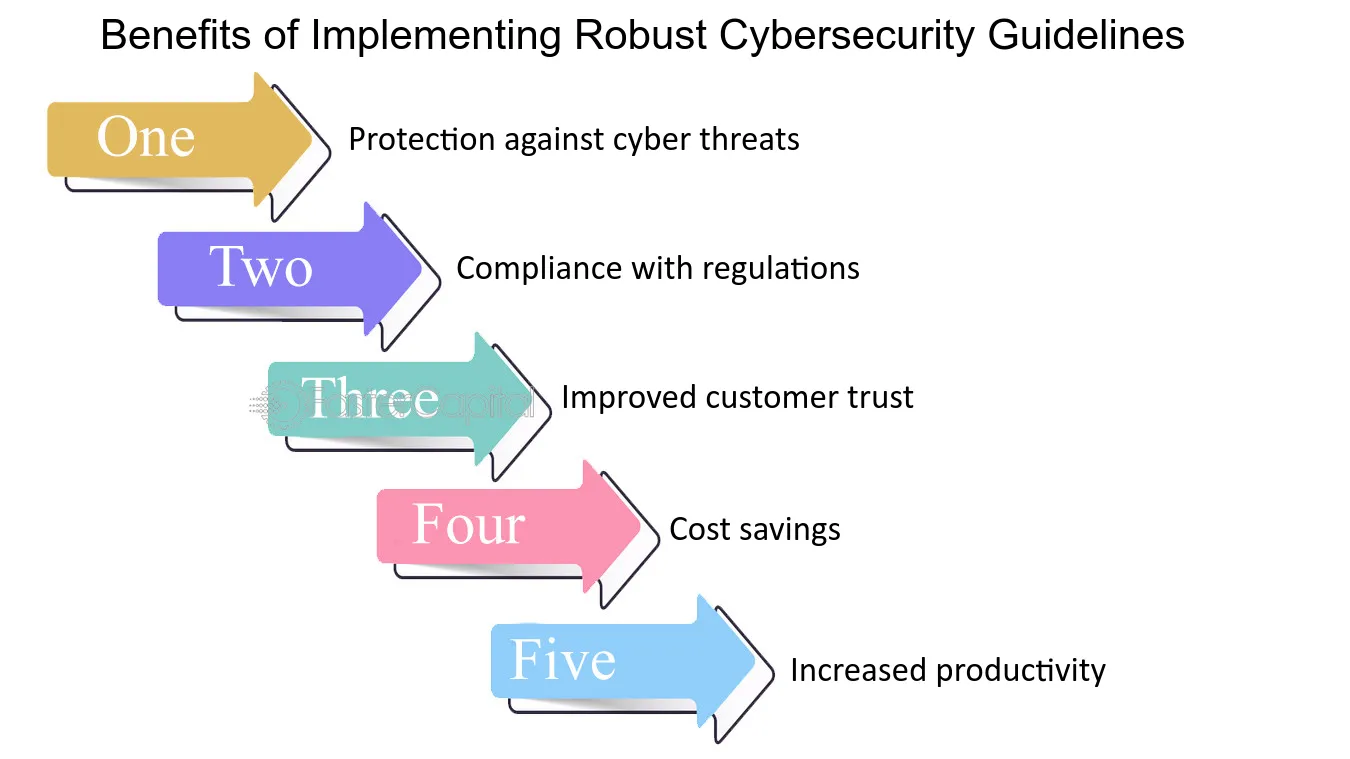 Benefits of Implementing Robust Cybersecurity Guidelines
One
Protection against cyber threats
Two
Compliance with regulations
Three
Improved customer trust
Four
Cost savings
Five
Increased productivity